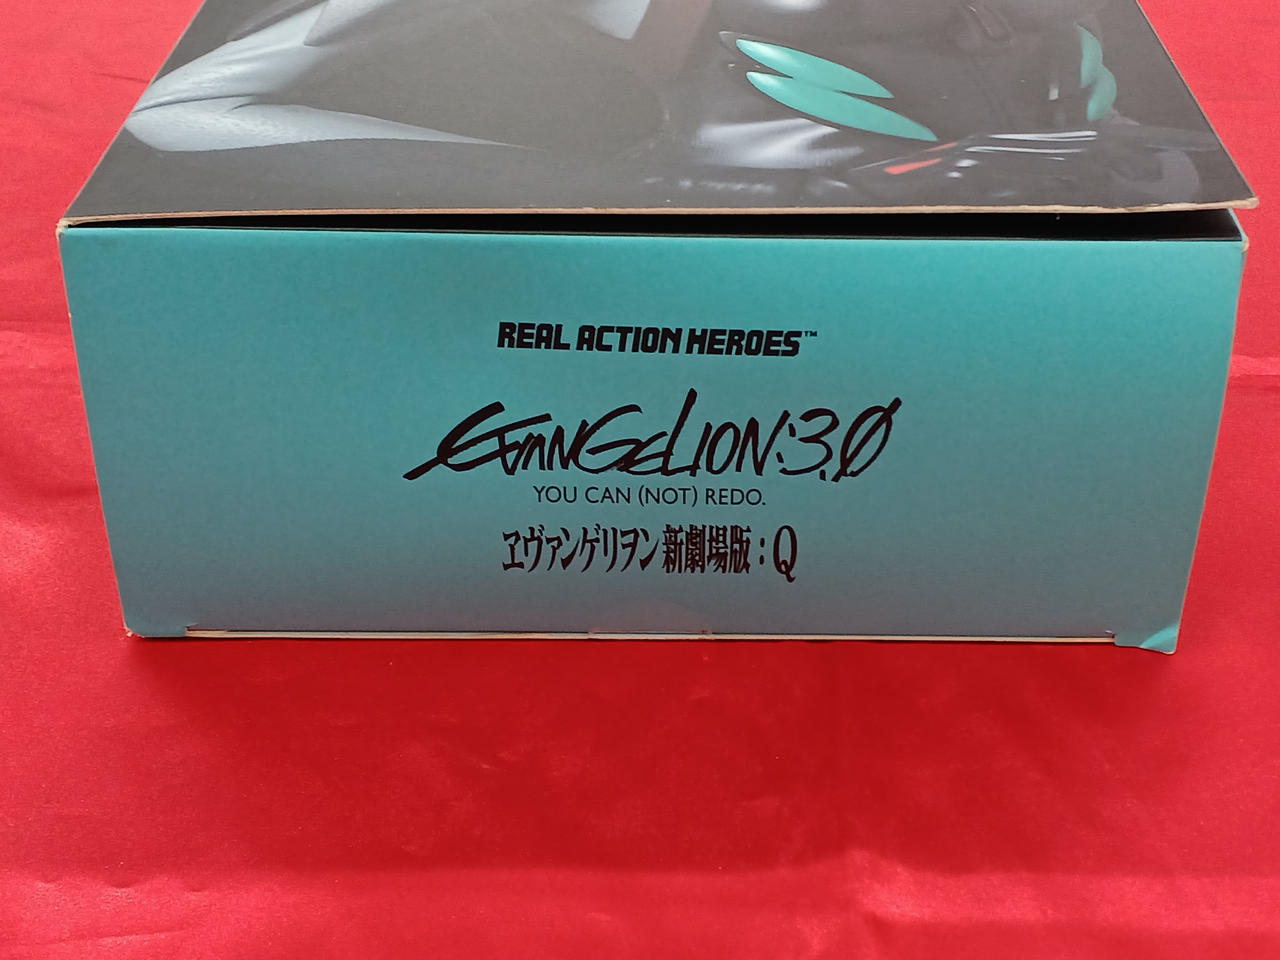 REAL ACTION HEROES™
EVANGELION:3.0
YOU CAN (NOT) REDO.
ヱヴァンゲリヲン新劇場版:Q